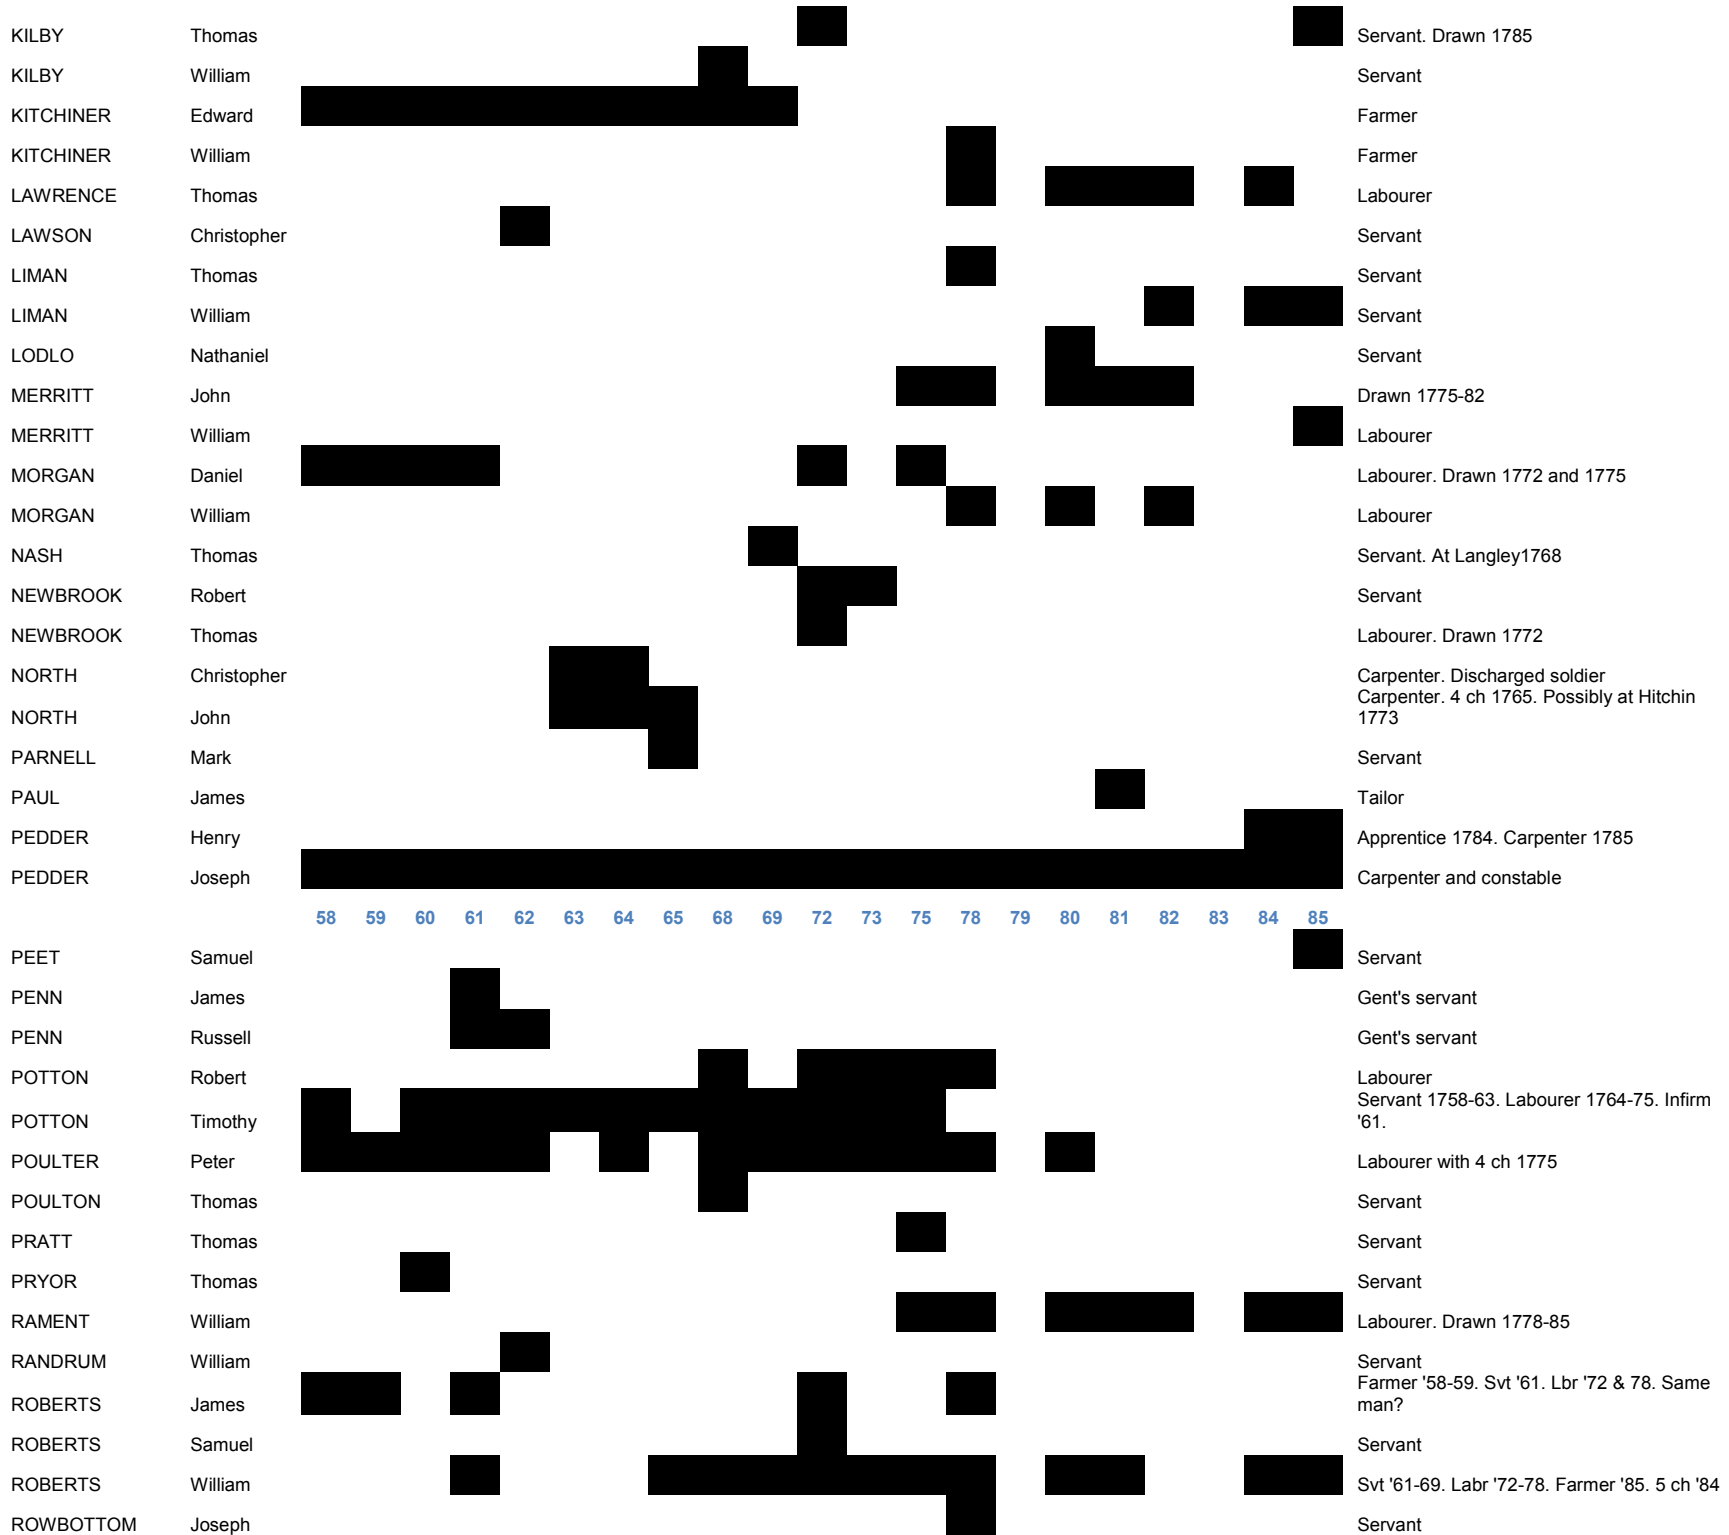 KILBY Thomas Servant. Drawn 1785
KILBY William Servant
KITCHINER Edward Farmer
KITCHINER William Farmer
LAWRENCE Thomas Labourer
LAWSON Christopher Servant
LIMAN Thomas Servant
LIMAN William Servant
LODLO Nathaniel Servant
MERRITT John Drawn 1775-82
MERRITT William Labourer
MORGAN Daniel Labourer. Drawn 1772 and 1775
MORGAN William Labourer
NASH Thomas Servant. At Langley1768
NEWBROOK Robert Servant
NEWBROOK Thomas Labourer. Drawn 1772
NORTH Christopher Carpenter. Discharged soldier
Carpenter. 4 ch 1765. Possibly at Hitchin
NORTH John 1773
PARNELL Mark Servant
PAUL James Tailor
PEDDER Henry Apprentice 1784. Carpenter 1785
PEDDER Joseph Carpenter and constable
58 59 60 61 62 63 64 65 68 69 72 73 75 78 79 80 81 82 83 84 85
PEET Samuel Servant
PENN James Gent's servant
PENN Russell Gent's servant
POTTON Robert Labourer
Servant 1758-63. Labourer 1764-75. Infirm
POTTON Timothy '61.
POULTER Peter Labourer with 4 ch 1775
POULTON Thomas Servant
PRATT Thomas Servant
PRYOR Thomas Servant
RAMENT William Labourer. Drawn 1778-85
RANDRUM William Servant
Farmer '58-59. Svt '61. Lbr '72 & 78. Same
ROBERTS James man?
ROBERTS Samuel Servant
ROBERTS William Svt '61-69. Labr '72-78. Farmer '85. 5 ch '84
ROWBOTTOM Joseph Servant